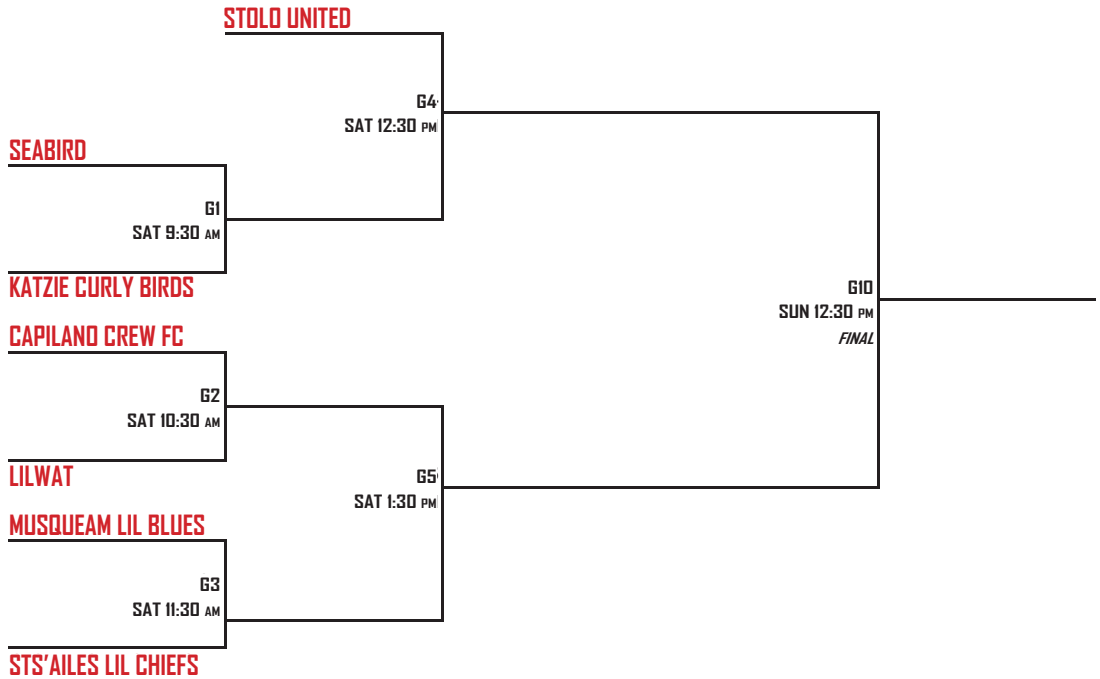 STOLO UNITED
G4
SAT 12:30 PM
SEABIRD
G1
SAT 9:30 AM
KATZIE CURLY BIRDS
G10
SUN 12:30 PM
FINAL
CAPILANO CREW FC
G2
SAT 10:30 AM
LILWAT
G5
SAT 1:30 PM
MUSQUEAM LIL BLUES
G3
SAT 11:30 AM
STS'AILES LIL CHIEFS